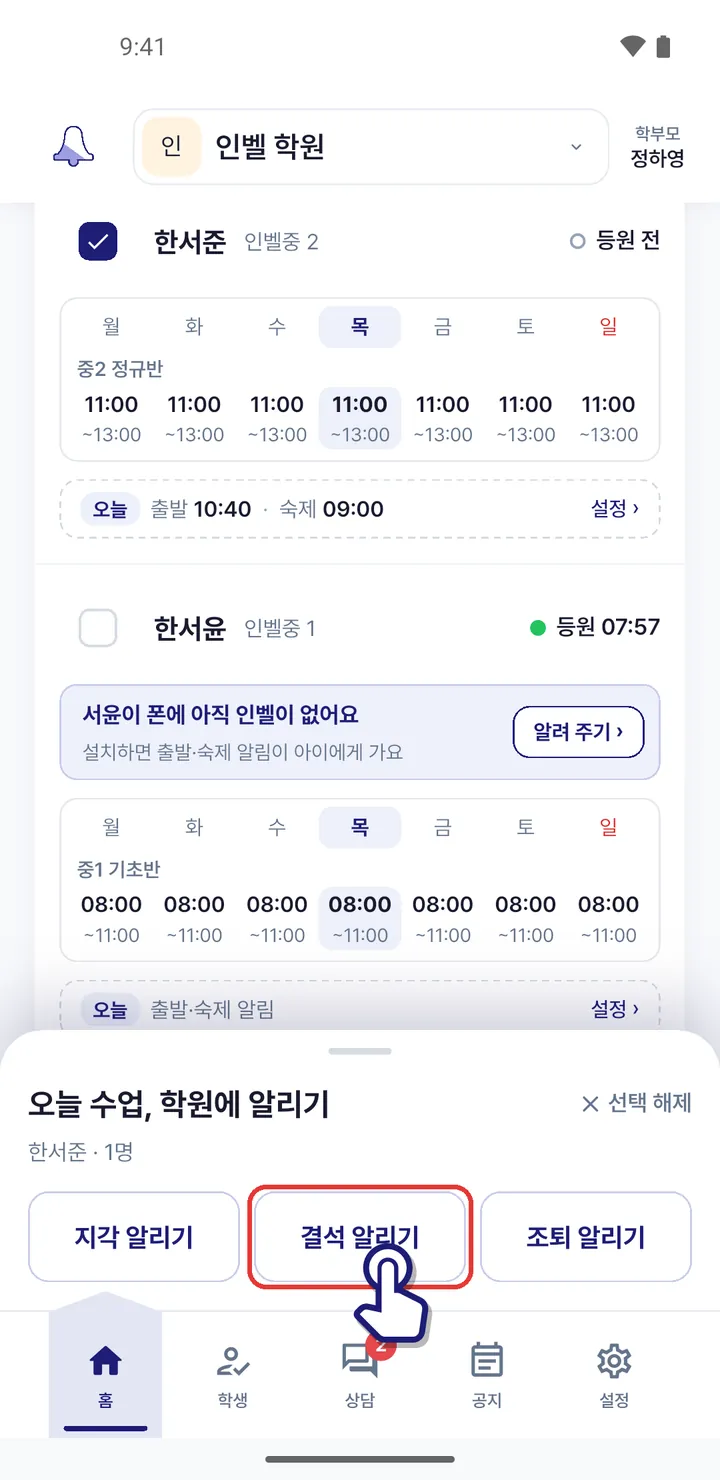 9:41
인 인벨 학원
학부모
정하영
한서준 인벨중 2 등원 전
월 화 수 목 금 토 일
중2 정규반
11:00 11:00 11:00 11:00 11:00 11:00 11:00
~13:00 ~13:00 ~13:00 ~13:00 ~13:00 ~13:00 ~13:00
오늘 출발 10:40 · 숙제 09:00 설정 ›
한서윤 인벨중 1 등원 07:57
서윤이 폰에 아직 인벨이 없어요
설치하면 출발·숙제 알림이 아이에게 가요
알려 주기 ›
월 화 수 목 금 토 일
중1 기초반
08:00 08:00 08:00 08:00 08:00 08:00 08:00
~11:00 ~11:00 ~11:00 ~11:00 ~11:00 ~11:00 ~11:00
오늘 출발·숙제 알림 설정 ›
오늘 수업, 학원에 알리기 × 선택 해제
한서준 · 1명
지각 알리기 결석 알리기 조퇴 알리기
2
홈 학생 상담 공지 설정